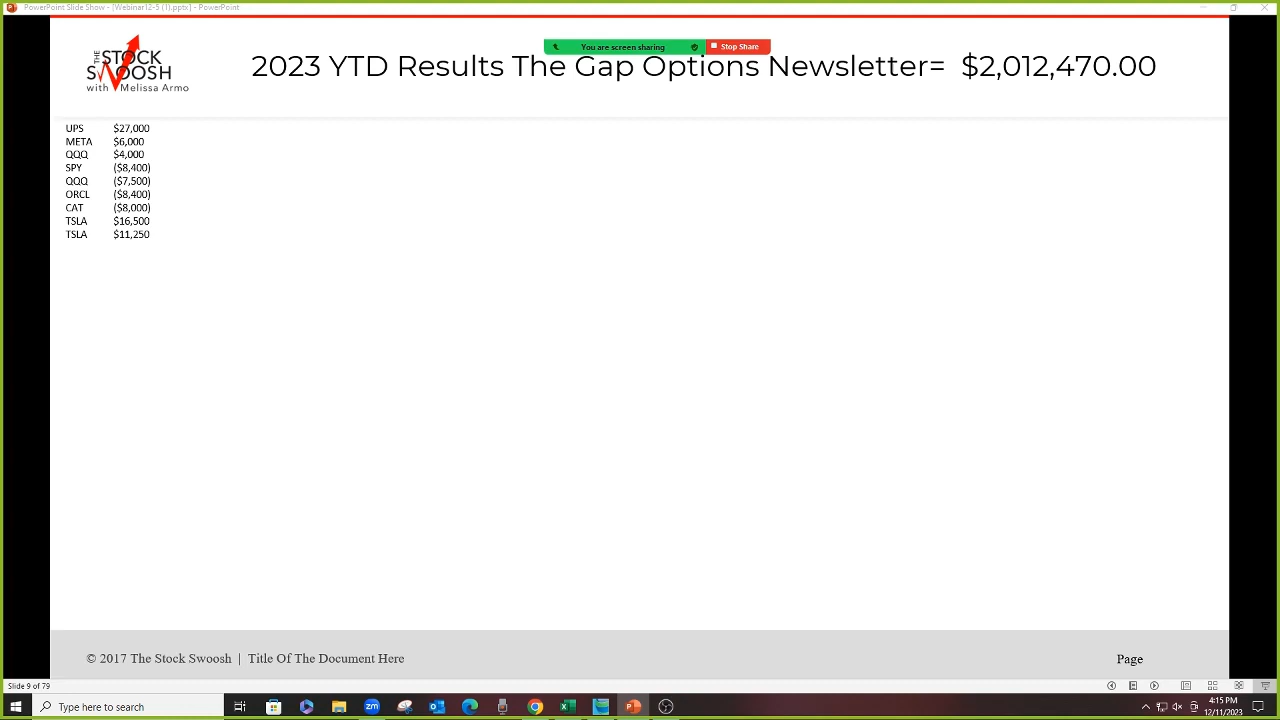 PowerPoint Slide Show - [Webinar12-5 (1).pptx] - PowerPoint
You are screen sharing
Stop Share
THE
STOCK
SWOOSH
with Melissa Armo
2023 YTD Results The Gap Options Newsletter= $2,012,470.00
UPS $27,000
META $6,000
QQQ $4,000
SPY ($8,400)
QQQ ($7,500)
ORCL ($8,400)
CAT ($8,000)
TSLA $16,500
TSLA $11,250
© 2017 The Stock Swoosh | Title Of The Document Here
Page
Slide 9 of 79
Type here to search
zm
4:15 PM
12/11/2023